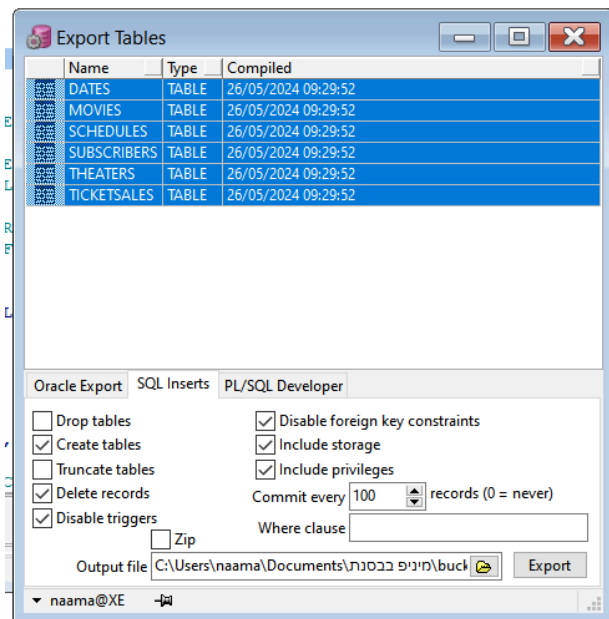 Export Tables
Name Type Compiled
DATES TABLE 26/05/2024 09:29:52
MOVIES TABLE 26/05/2024 09:29:52
SCHEDULES TABLE 26/05/2024 09:29:52
SUBSCRIBERS TABLE 26/05/2024 09:29:52
THEATERS TABLE 26/05/2024 09:29:52
TICKETSALES TABLE 26/05/2024 09:29:52
Oracle Export SQL Inserts PL/SQL Developer
Drop tables Disable foreign key constraints
Create tables Include storage
Truncate tables Include privileges
Delete records Commit every 100 records (0 = never)
Disable triggers Where clause
Zip
Output file C:\Users\naama\Documents\מיניפ בבסנת\buck Export
naama@XE